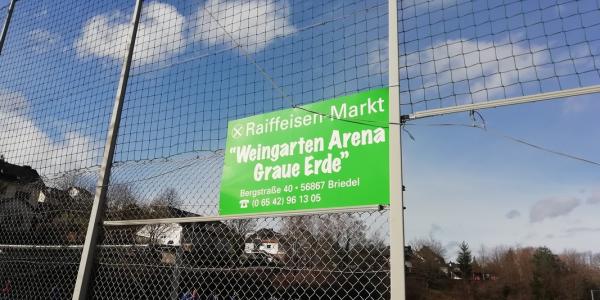 Raiffeisen Markt
"Weingarten Arena
Graue Erde"
Bergstraße 40 • 56867 Briedel
☎ (0 65 42) 96 13 05